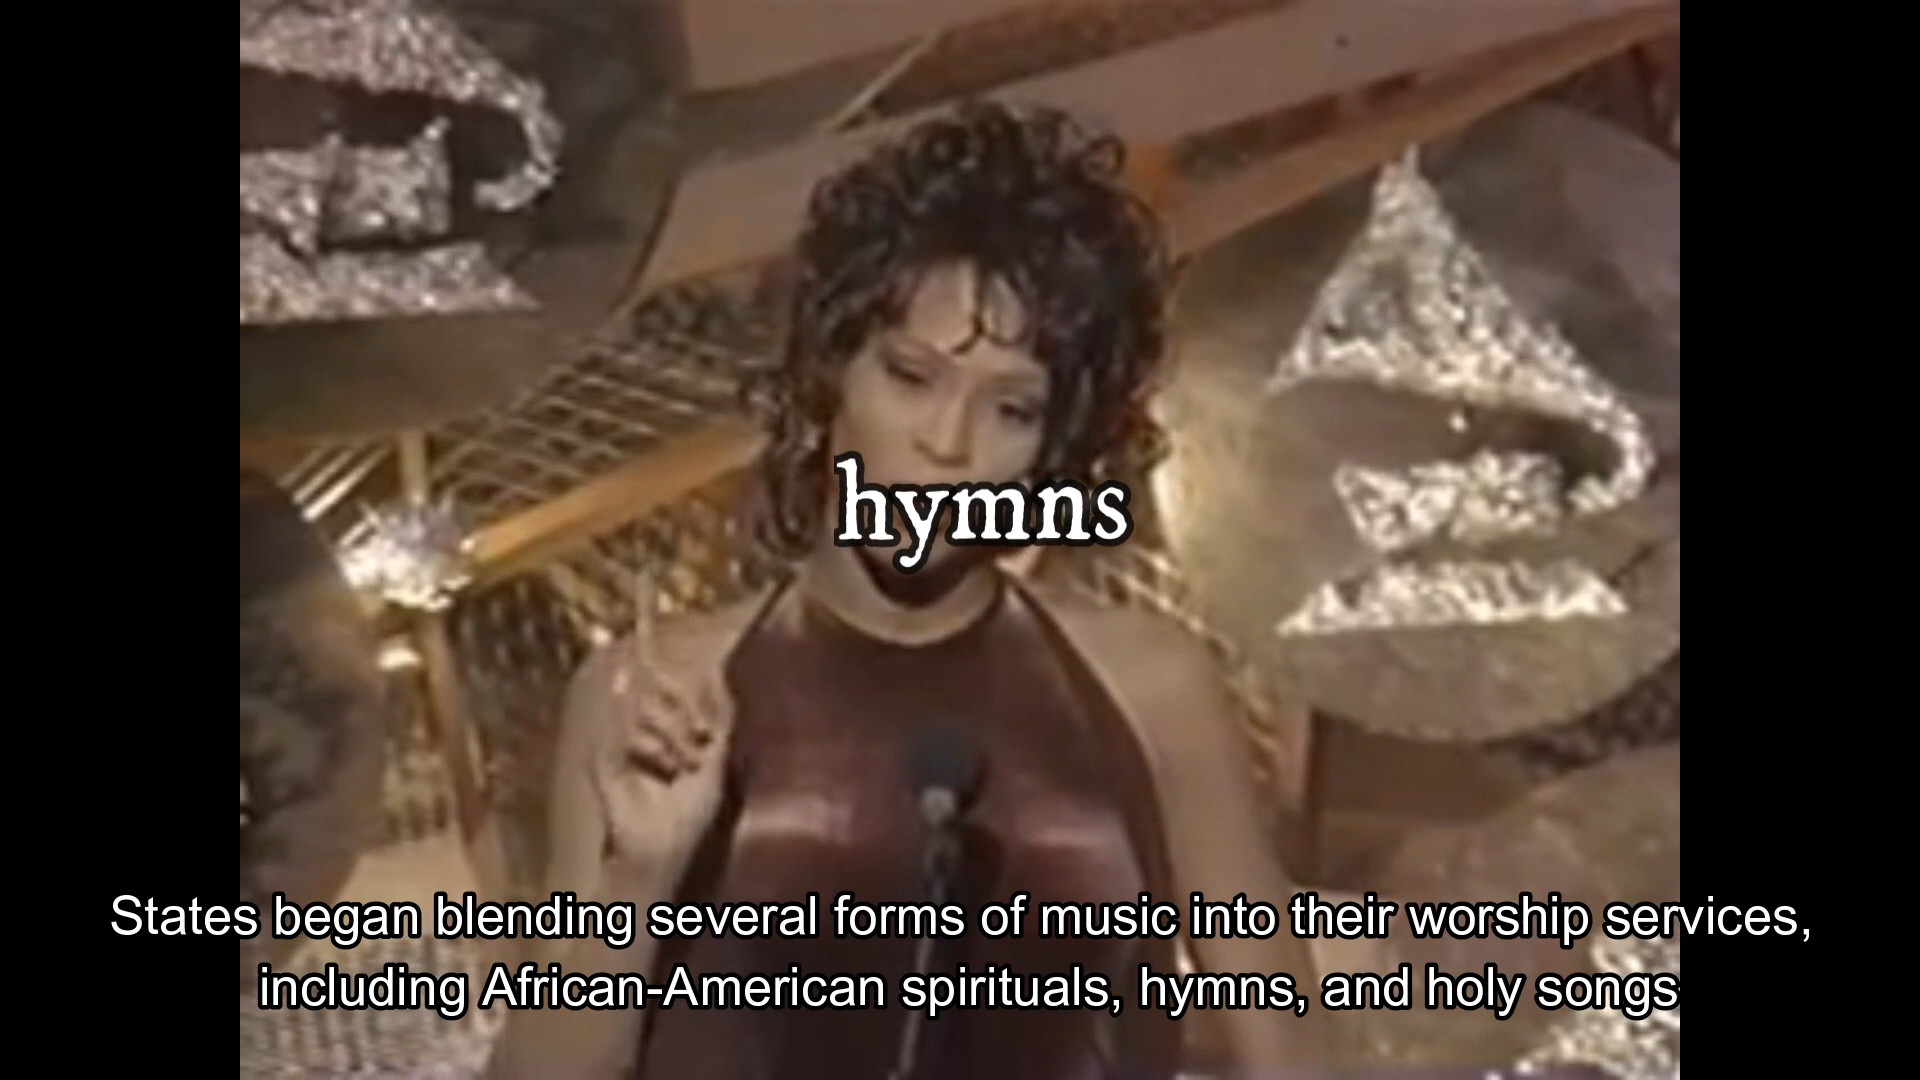 hymns
States began blending several forms of music into their worship services,
including African-American spirituals, hymns, and holy songs